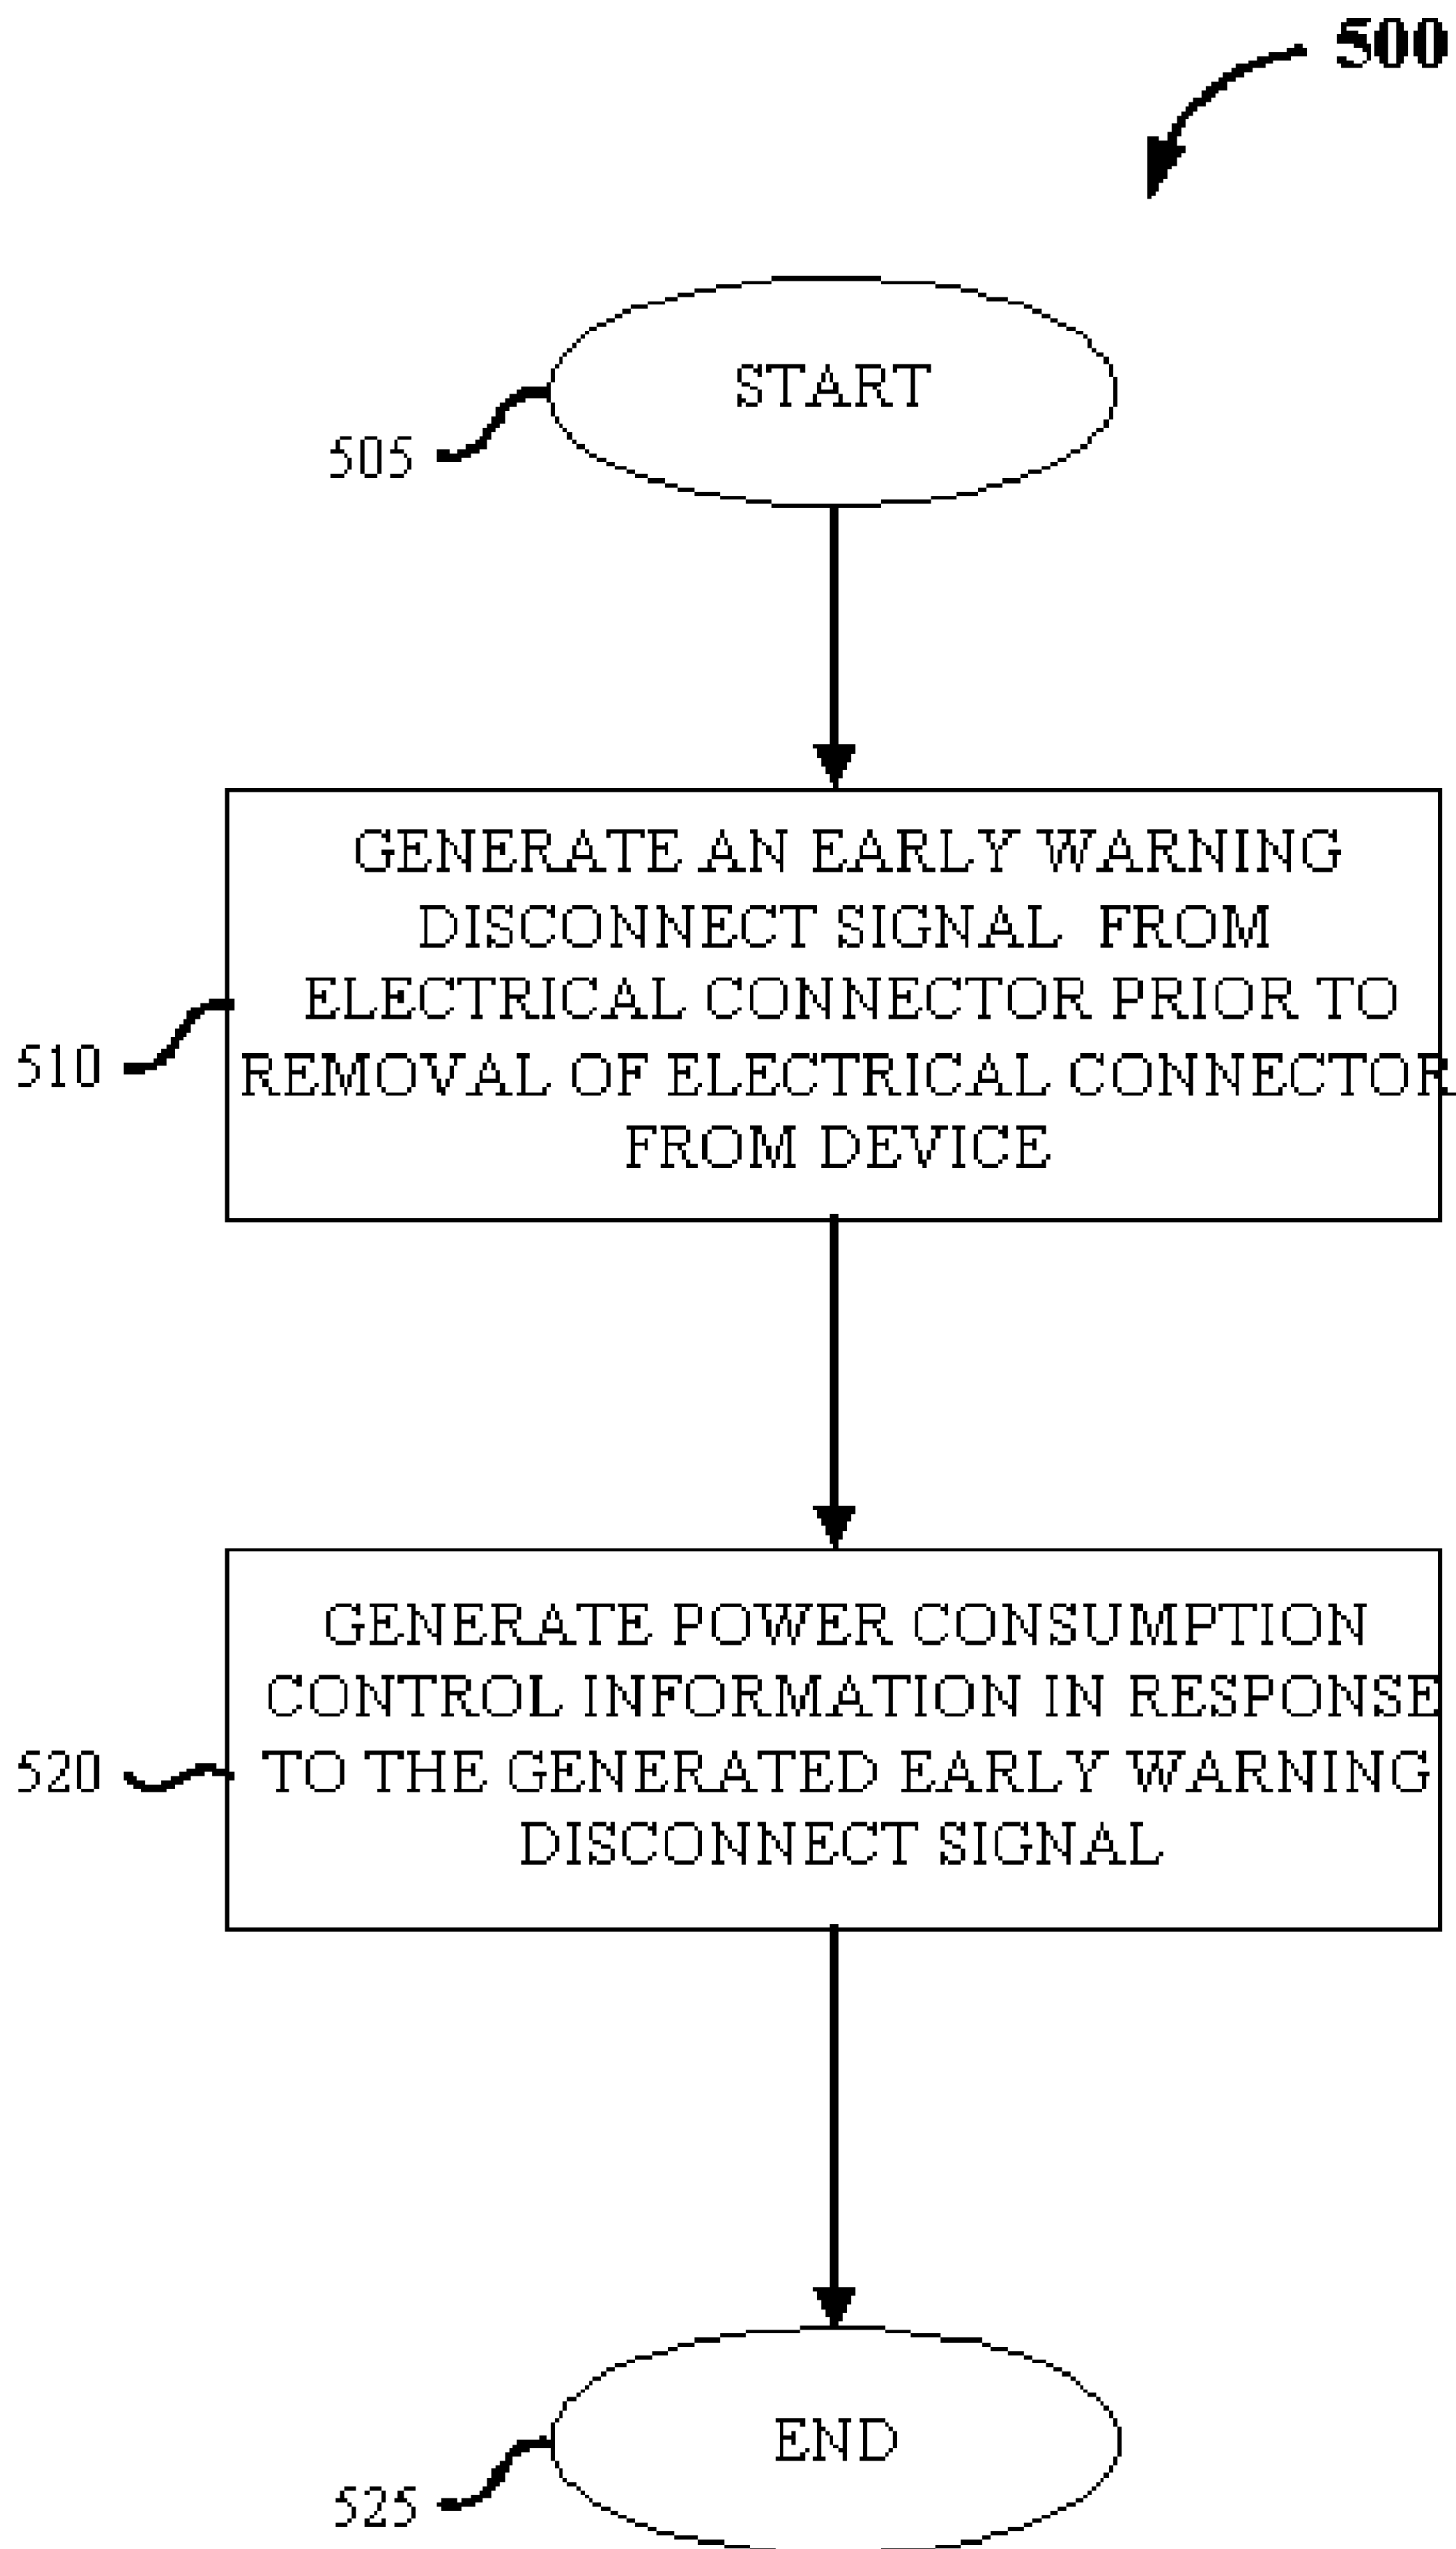 500
START
505
GENERATE AN EARLY WARNING
DISCONNECT SIGNAL FROM
ELECTRICAL CONNECTOR PRIOR TO
REMOVAL OF ELECTRICAL CONNECTOR
FROM DEVICE
510
GENERATE POWER CONSUMPTION
CONTROL INFORMATION IN RESPONSE
TO THE GENERATED EARLY WARNING
DISCONNECT SIGNAL
520
END
525